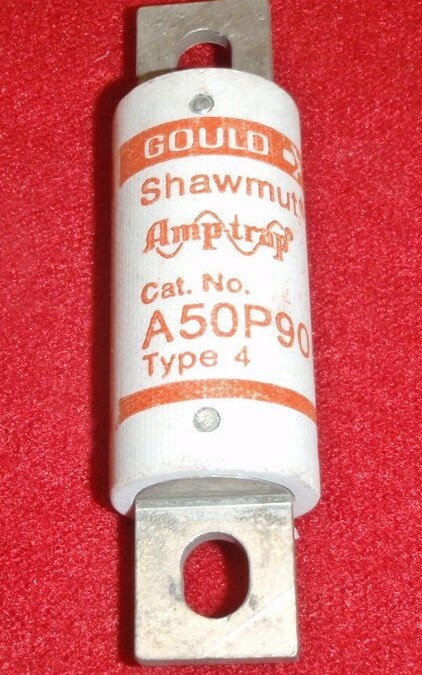 GOULD
Shawmut
Amp-trap®
Cat. No.
A50P90
Type 4